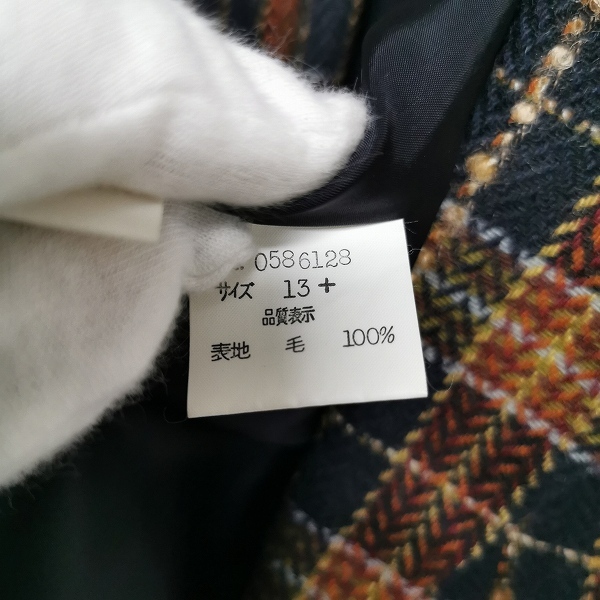 0586128
サイズ 13+
品質表示
表地 毛 100%